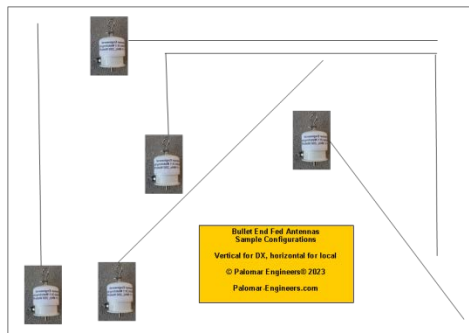 Bullet End Fed Antennas
Sample Configurations
Vertical for DX, horizontal for local
© Palomar Engineers® 2023
Palomar-Engineers.com